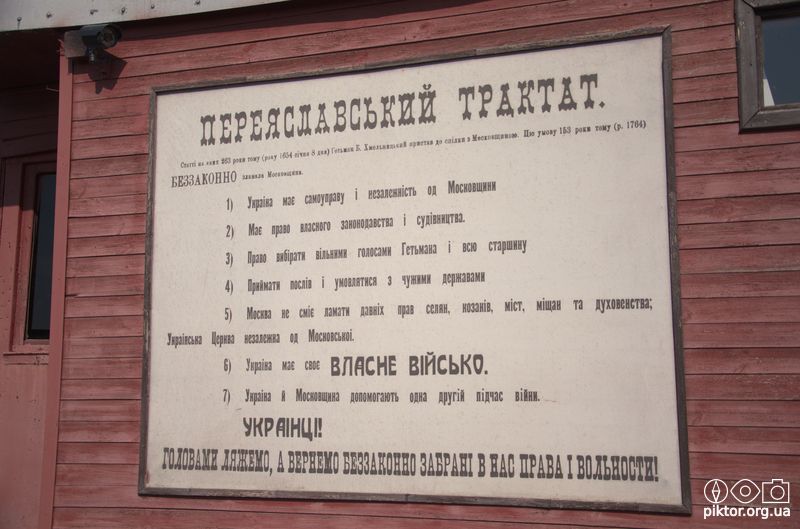 ПЕРЕЯСЛАВСЬКИЙ ТРАКТАТ.
Статті на яких 263 роки тому (року 1654 січня 8 дня) Гетьман Б. Хмельницький пристав до спілки з Московщиною. Цю умову 153 роки тому (р. 1764)
БЕЗЗАКОННО зламала Московщина.
1) Україна має самоуправу і незалежність од Московщини
2) Має право власного законодавства і судівництва.
3) Право вибірати вільними голосами Гетьмана і всю старшину
4) Приймати послів і умовлятися з чужими державами
5) Москва не сміє ламати давніх прав селян, козаків, міст, міщан та духовенства;
Українська Церква незалежна од Московської.
6) Україна має своє ВЛАСНЕ ВІЙСЬКО.
7) Україна й Московщина допомогають одна другій підчас війни.
УКРАІНЦІ!
ГОЛОВАМИ ЛЯЖЕМО, А ВЕРНЕМО БЕЗЗАКОННО ЗАБРАНІ В НАС ПРАВА І ВОЛЬНОСТИ!
piktor.org.ua